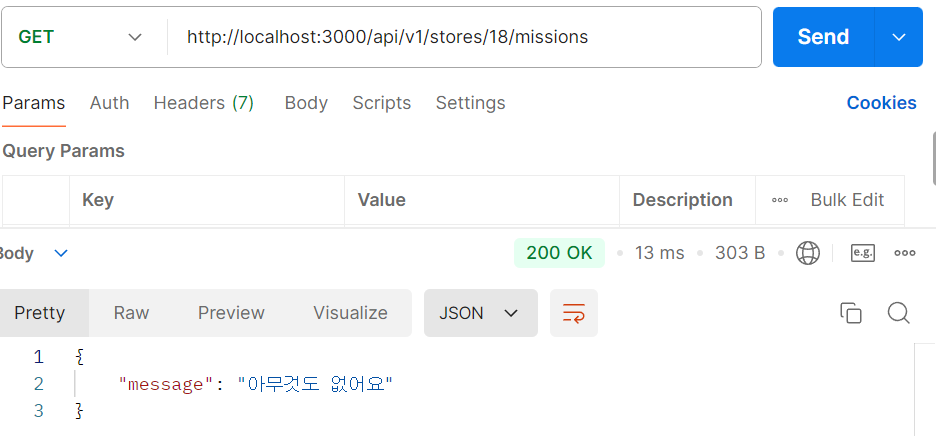 GET http://localhost:3000/api/v1/stores/18/missions Send
Params Auth Headers (7) Body Scripts Settings Cookies
Query Params
Key Value Description Bulk Edit
Body 200 OK 13 ms 303 B e.g.
Pretty Raw Preview Visualize JSON
1 {
2 "message": "아무것도 없어요"
3 }